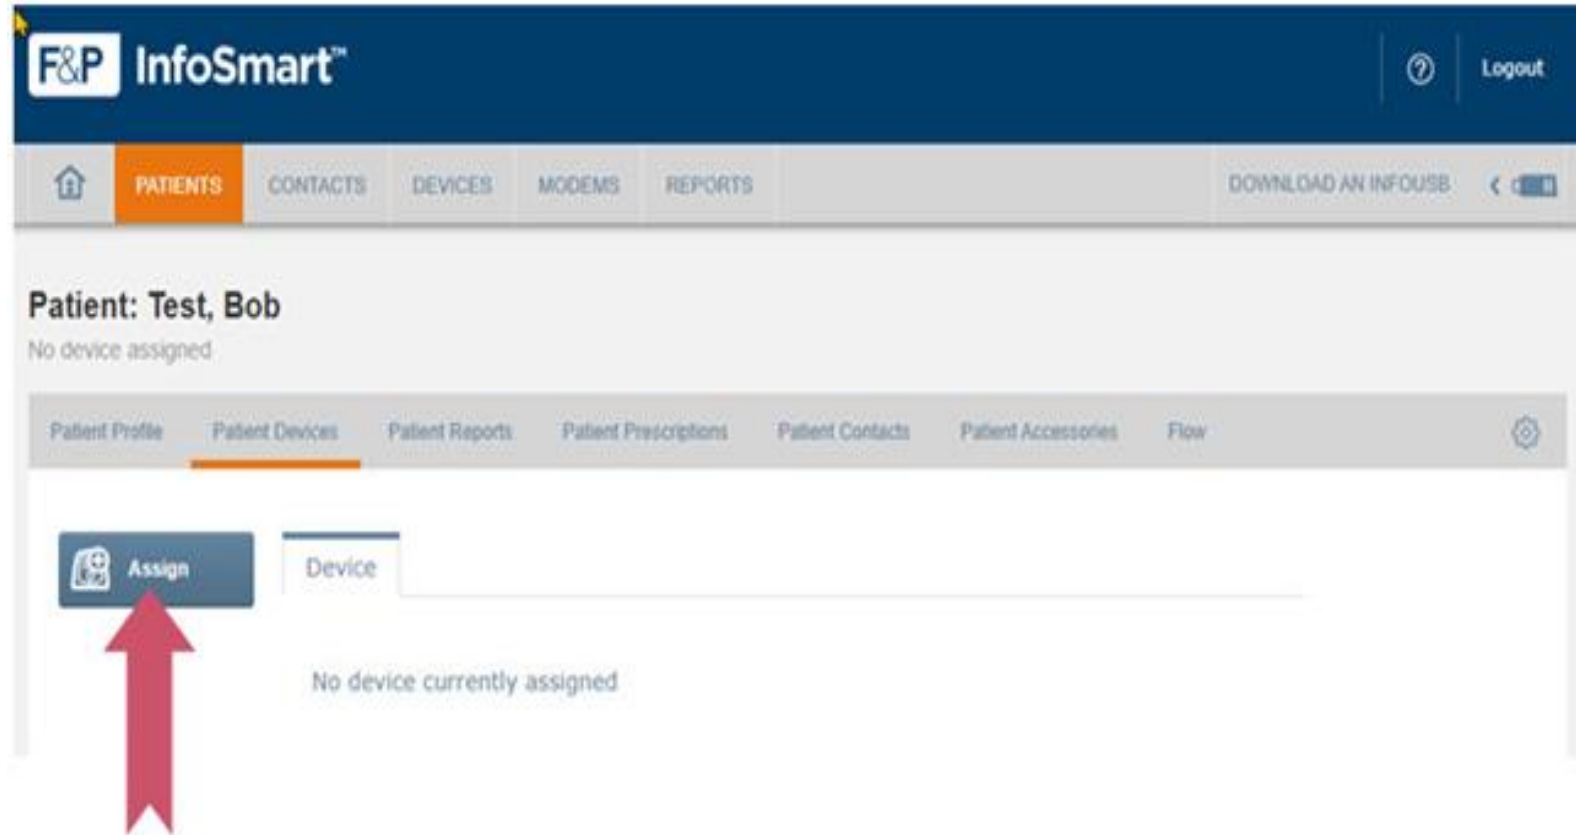 F&P InfoSmart™
Logout
PATIENTS CONTACTS DEVICES MODEMS REPORTS DOWNLOAD AN INFOUSB
Patient: Test, Bob
No device assigned
Patient Profile Patient Devices Patient Reports Patient Prescriptions Patient Contacts Patient Accessories Flow
Assign Device
No device currently assigned